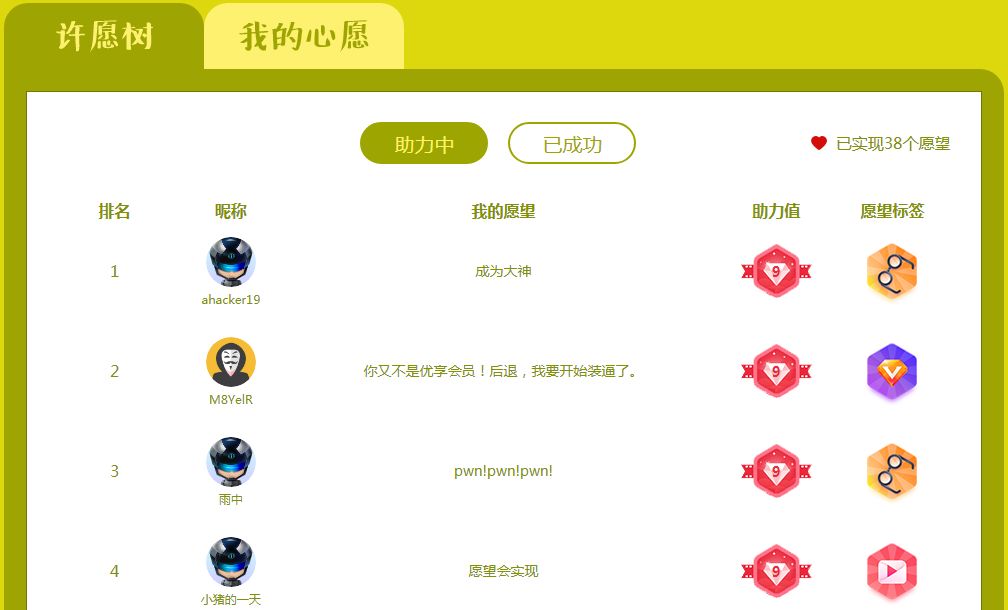 许愿树 我的心愿
助力中 已成功 已实现38个愿望
排名 昵称 我的愿望 助力值 愿望标签
1 成为大神 9
ahacker19
2 你又不是优享会员！后退，我要开始装逼了。 9
M8YelR
3 pwn!pwn!pwn! 9
雨中
4 愿望会实现 9
小猪的一天